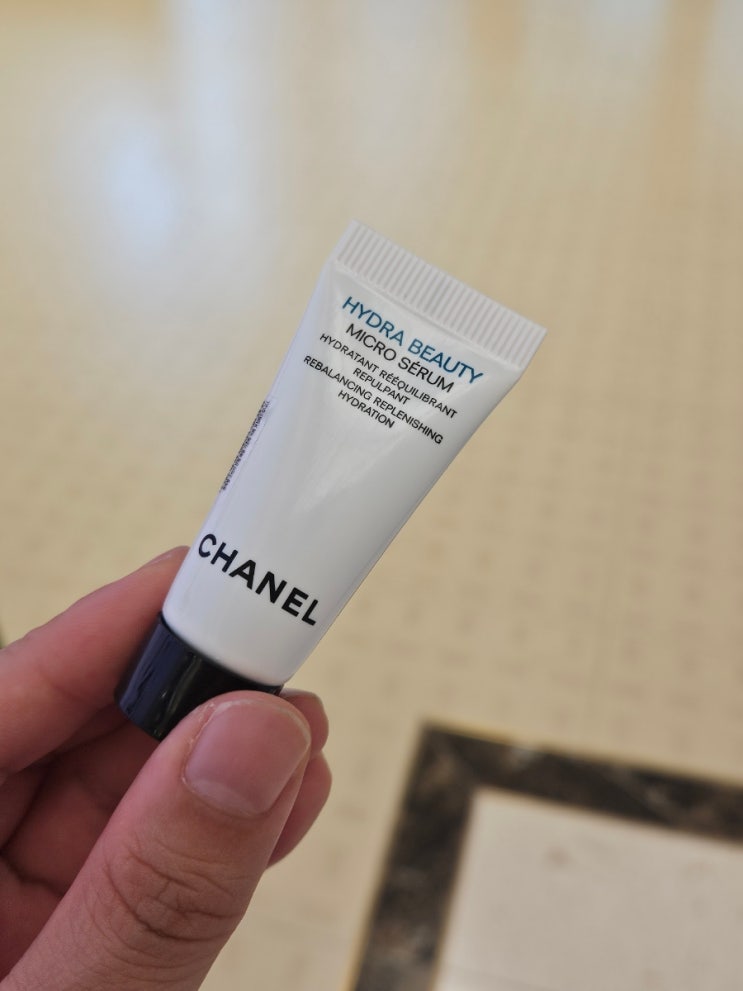 HYDRA BEAUTY
MICRO SÉRUM
HYDRATANT RÉÉQUILIBRANT
REPULPANT
REBALANCING REPLENISHING
HYDRATION
CHANEL